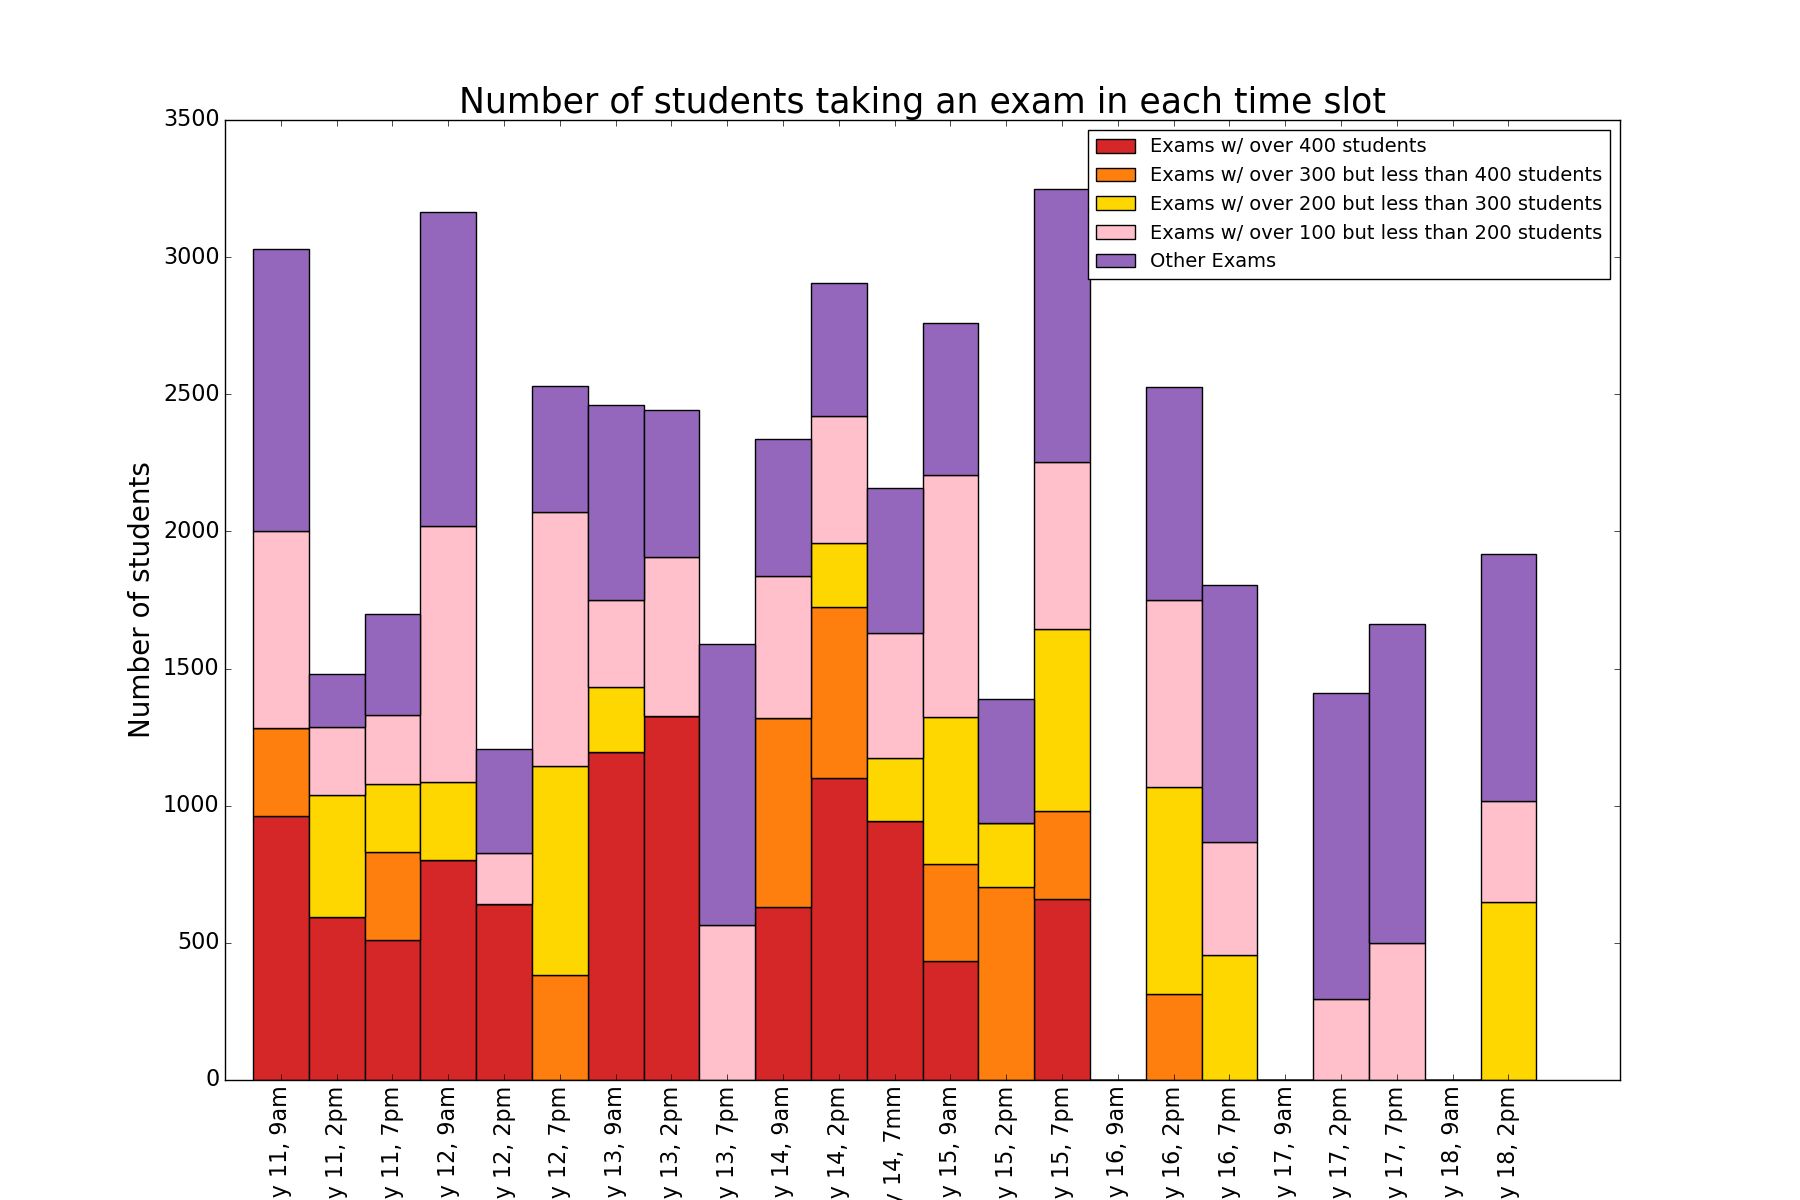 Number of students taking an exam in each time slot
Exams w/ over 400 students
Exams w/ over 300 but less than 400 students
Exams w/ over 200 but less than 300 students
Exams w/ over 100 but less than 200 students
Other Exams
Number of students
3500
3000
2500
2000
1500
1000
500
0
y 11, 9am
y 11, 2pm
y 11, 7pm
y 12, 9am
y 12, 2pm
y 12, 7pm
y 13, 9am
y 13, 2pm
y 13, 7pm
y 14, 9am
y 14, 2pm
y 14, 7mm
y 15, 9am
y 15, 2pm
y 15, 7pm
y 16, 9am
y 16, 2pm
y 16, 7pm
y 17, 9am
y 17, 2pm
y 17, 7pm
y 18, 9am
y 18, 2pm